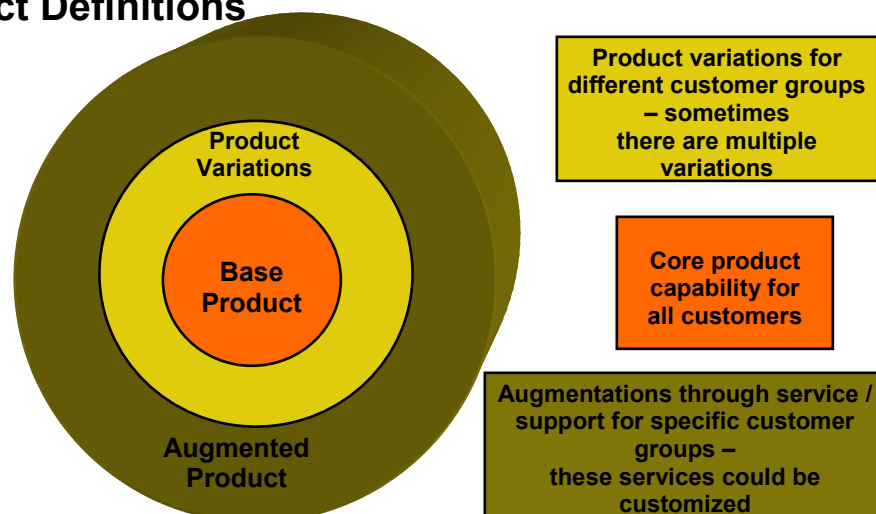 ct Definitions
Product
Variations
Base
Product
Augmented
Product
Product variations for
different customer groups
– sometimes
there are multiple
variations
Core product
capability for
all customers
Augmentations through service /
support for specific customer
groups –
these services could be
customized